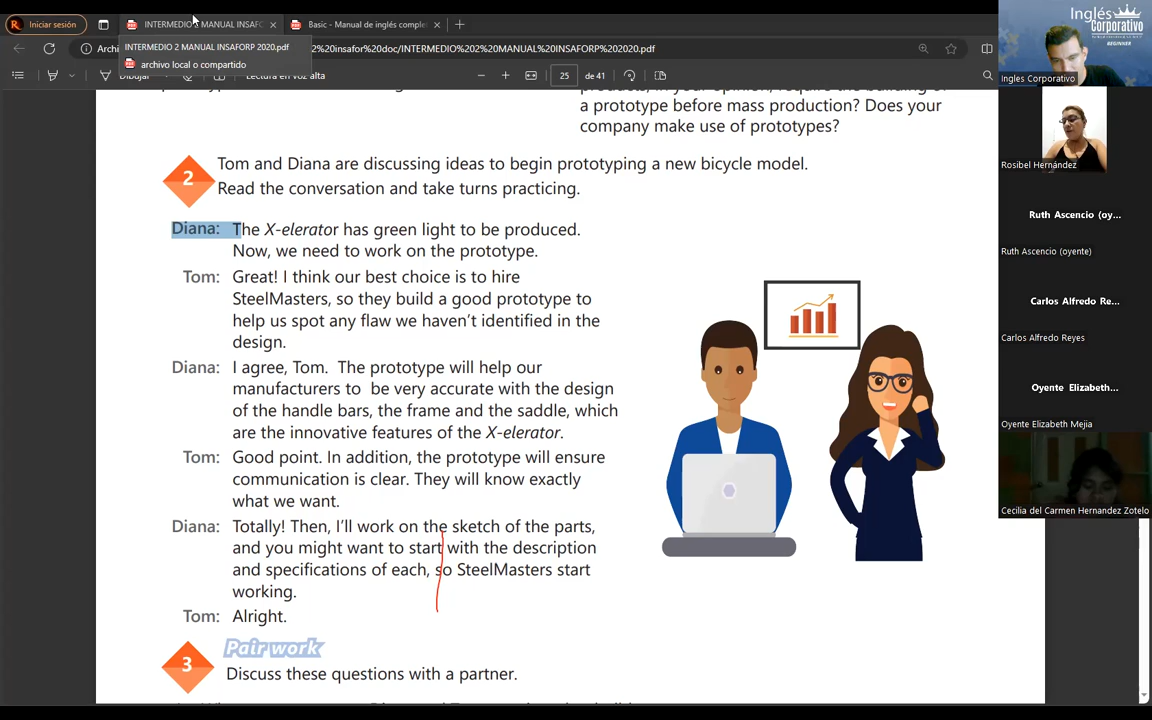 Iniciar sesión
INTERMEDIO 2 MANUAL INSAFC
Basic - Manual de inglés comple
INTERMEDIO 2 MANUAL INSAFORP 2020.pdf
archivo local o compartido
Archi
2%20insafor%20doc/INTERMEDIO%202%20MANUAL%20INSAFORP%202020.pdf
Dibujar
Lectura en voz alta
25 de 41
a prototype before mass production? Does your
company make use of prototypes?
2
Tom and Diana are discussing ideas to begin prototyping a new bicycle model.
Read the conversation and take turns practicing.
Diana: The X-elerator has green light to be produced.
Now, we need to work on the prototype.
Tom: Great! I think our best choice is to hire
SteelMasters, so they build a good prototype to
help us spot any flaw we haven't identified in the
design.
Diana: I agree, Tom. The prototype will help our
manufacturers to be very accurate with the design
of the handle bars, the frame and the saddle, which
are the innovative features of the X-elerator.
Tom: Good point. In addition, the prototype will ensure
communication is clear. They will know exactly
what we want.
Diana: Totally! Then, I'll work on the sketch of the parts,
and you might want to start with the description
and specifications of each, so SteelMasters start
working.
Tom: Alright.
Pair work
3
Discuss these questions with a partner.
Inglés
Corporativo
BEGINNER
Ingles Corporativo
Rosibel Hernández
Ruth Ascencio (oy...
Ruth Ascencio (oyente)
Carlos Alfredo Re...
Carlos Alfredo Reyes
Oyente Elizabeth...
Oyente Elizabeth Mejia
Cecilia del Carmen Hernandez Zotelo